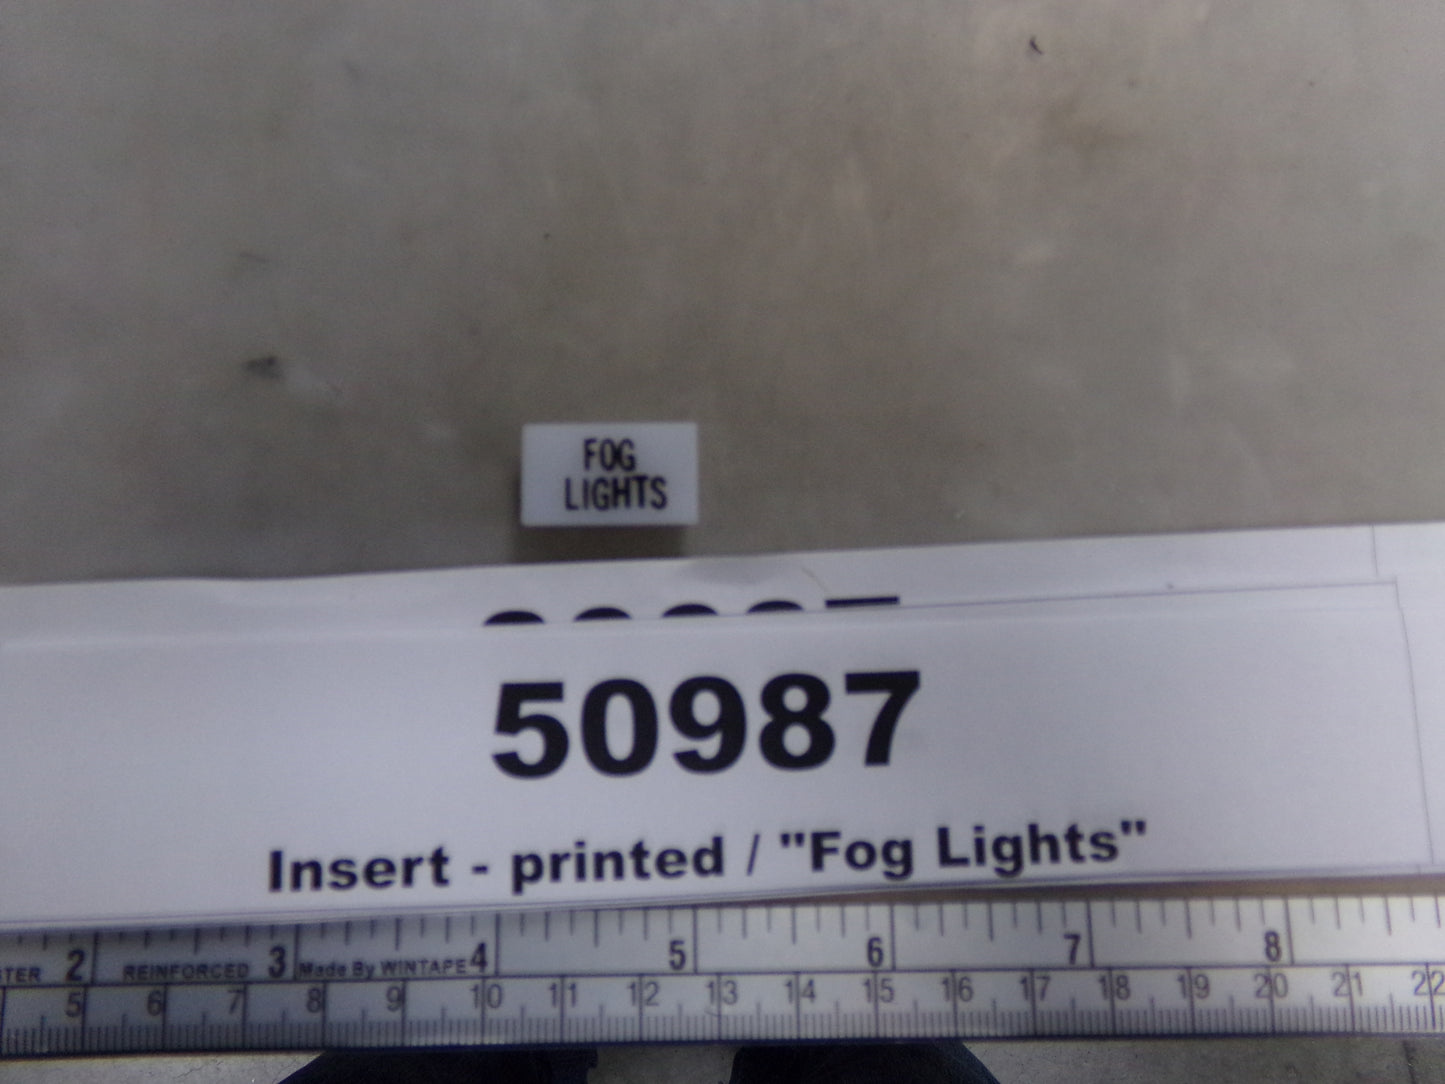 FOG
LIGHTS
50987
Insert - printed / "Fog Lights"
2 REINFORCED 3 Made By WINTAPE 4 5 6 7 8
5 6 7 8 9 10 11 12 13 14 15 16 17 18 19 20 21 22